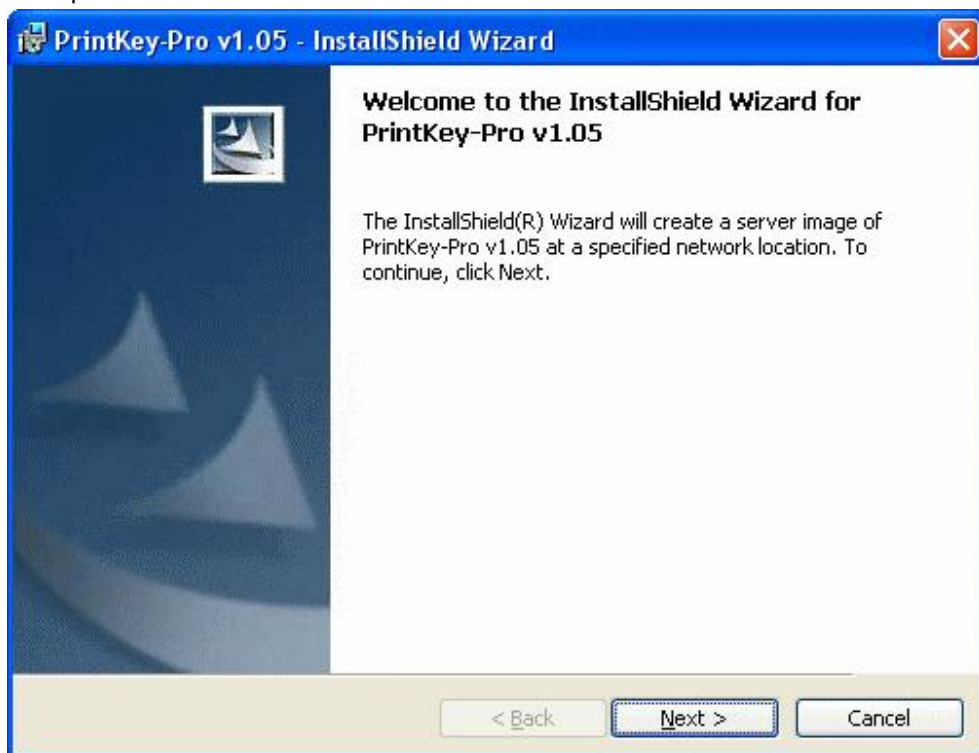 PrintKey-Pro v1.05 - InstallShield Wizard
Welcome to the InstallShield Wizard for
PrintKey-Pro v1.05
The InstallShield(R) Wizard will create a server image of
PrintKey-Pro v1.05 at a specified network location. To
continue, click Next.
< Back   Next >   Cancel